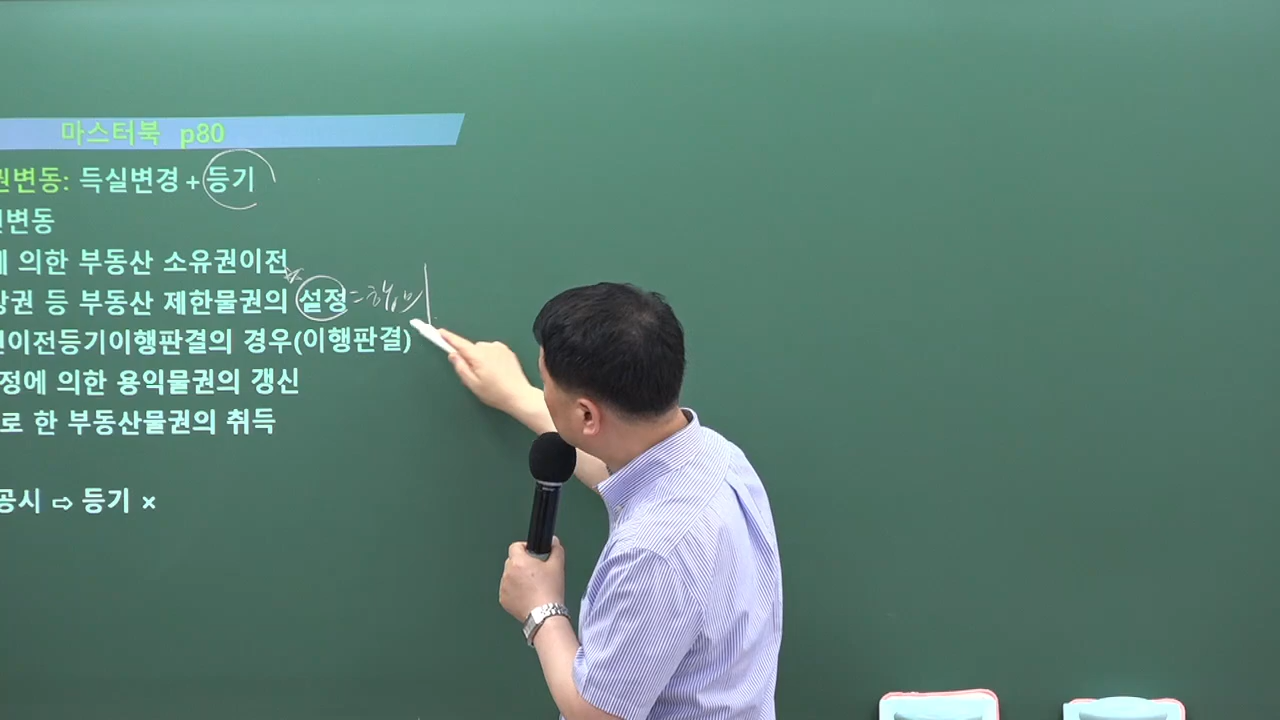 마스터북 p80
권변동: 득실변경 + 등기
변동
의한 부동산 소유권이전
당권 등 부동산 제한물권의 설정 =
이전등기이행판결의 경우(이행판결)
정에 의한 용익물권의 갱신
로 한 부동산물권의 취득
공시 ⇨ 등기 ×